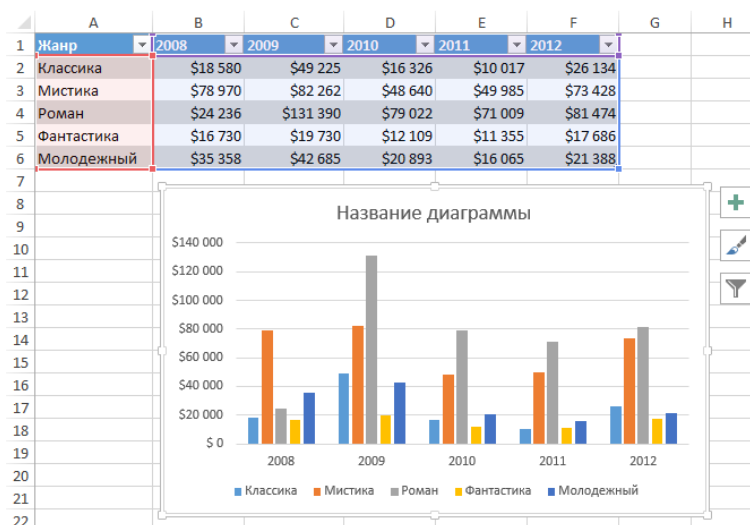 A B C D E F G H
1 Жанр 2008 2009 2010 2011 2012
2 Классика $18 580 $49 225 $16 326 $10 017 $26 134
3 Мистика $78 970 $82 262 $48 640 $49 985 $73 428
4 Роман $24 236 $131 390 $79 022 $71 009 $81 474
5 Фантастика $16 730 $19 730 $12 109 $11 355 $17 686
6 Молодежный $35 358 $42 685 $20 893 $16 065 $21 388
7
8
9
10
11
12
13
14
15
16
17
18
19
20
21
22
Название диаграммы
$140 000
$120 000
$100 000
$80 000
$60 000
$40 000
$20 000
$ 0
2008 2009 2010 2011 2012
Классика Мистика Роман Фантастика Молодежный